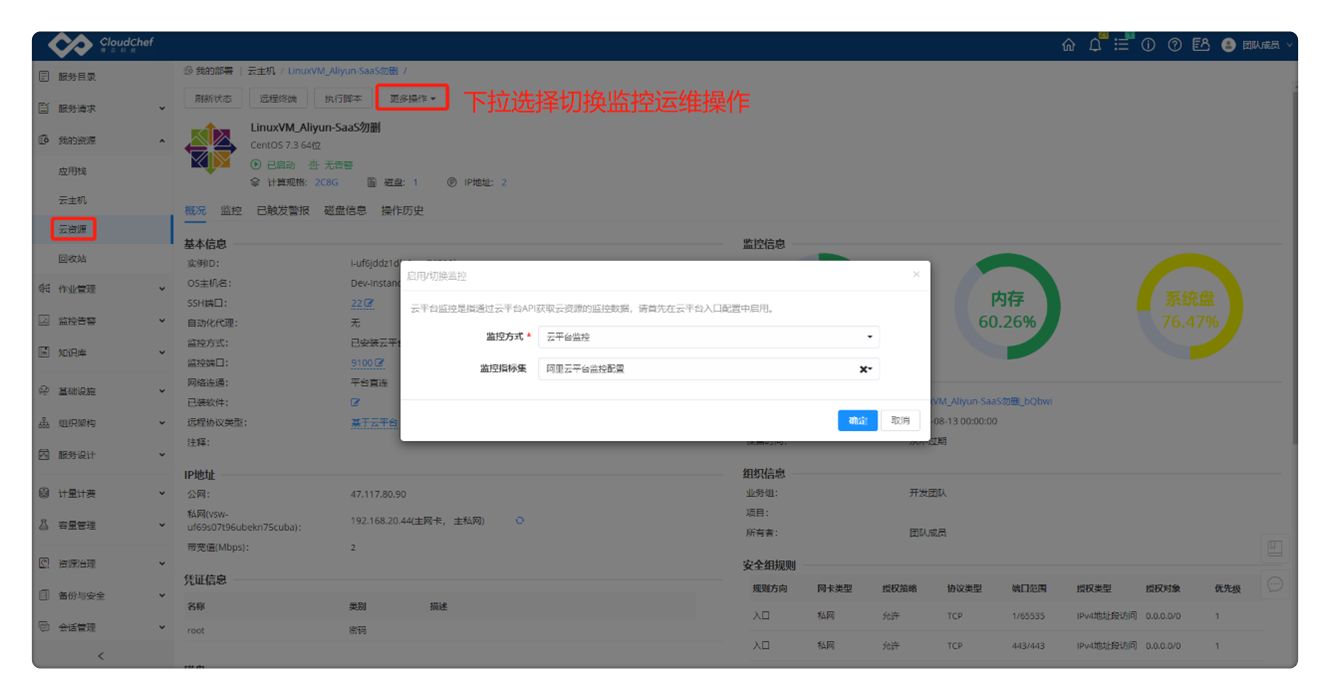 CloudChef
团队成员
服务目录
服务请求
我的资源
应用栈
云主机
云资源
回收站
作业管理
监控告警
知识库
基础设施
组织架构
服务设计
计量计费
容量管理
资源治理
备份与安全
会话管理
<
我的部署 | 云主机 / LinuxVM_Aliyun-SaaS勿删 /
刷新状态 远程终端 执行脚本 更多操作
下拉选择切换监控运维操作
LinuxVM_Aliyun-SaaS勿删
CentOS 7.3 64位
已启动 无告警
计算规格: 2C8G 磁盘: 1 IP地址: 2
概况 监控 已触发警报 磁盘信息 操作历史
基本信息
实例ID:
OS主机名: Dev-Instanc
SSH端口: 22
自动化代理: 无
监控方式: 已安装云平
监控端口: 9100
网络连通: 平台直连
已装软件:
远程协议类型: 基于云平台
注释:
IP地址
公网: 47.117.80.90
私网(vsw-
uf69s07t96ubekn75cuba): 192.168.20.44(主网卡, 主私网)
带宽值(Mbps): 2
凭证信息
名称 类别 描述
root 密码
启用/切换监控 ×
云平台监控是指通过云平台API获取云资源的监控数据，请首先在云平台入口配置中启用。
监控方式 * 云平台监控
监控指标集 阿里云平台监控配置
确定 取消
监控信息
内存
60.26%
系统盘
76.47%
VM_Aliyun-SaaS勿删_bQbwi
-08-13 00:00:00
组织信息
业务组: 开发团队
项目:
所有者: 团队成员
安全组规则
规则方向 网卡类型 授权策略 协议类型 端口范围 授权类型 授权对象 优先级
入口 私网 允许 TCP 1/65535 IPv4地址段访问 0.0.0.0/0 1
入口 私网 允许 TCP 443/443 IPv4地址段访问 0.0.0.0/0 1